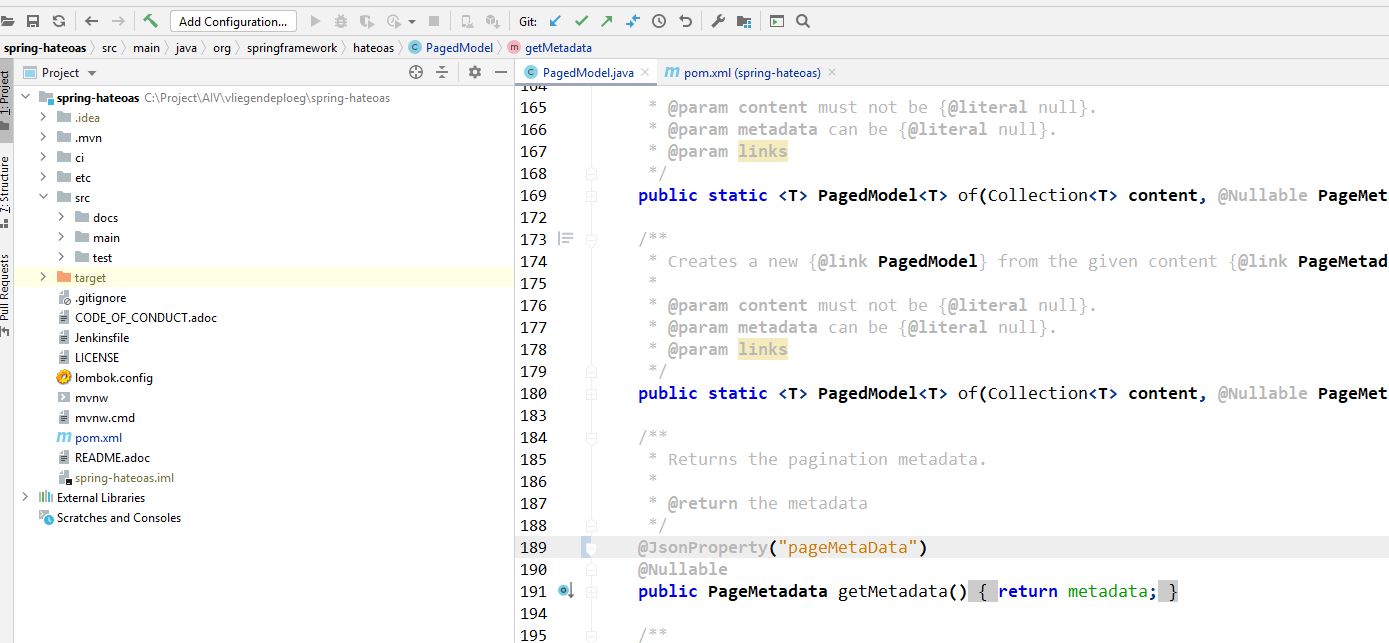 Add Configuration...
Git:
spring-hateoas src main java org springframework hateoas C PagedModel m getMetadata
1: Project
7: Structure
Pull Requests
Project
spring-hateoas C:\Project\AIV\vliegendeploeg\spring-hateoas
.idea
.mvn
ci
etc
src
docs
main
test
target
.gitignore
CODE_OF_CONDUCT.adoc
Jenkinsfile
LICENSE
lombok.config
mvnw
mvnw.cmd
m pom.xml
README.adoc
spring-hateoas.iml
External Libraries
Scratches and Consoles
C PagedModel.java m pom.xml (spring-hateoas)
164
165 * @param content must not be {@literal null}.
166 * @param metadata can be {@literal null}.
167 * @param links
168 */
169 public static <T> PagedModel<T> of(Collection<T> content, @Nullable PageMet
172
173 /**
174 * Creates a new {@link PagedModel} from the given content {@link PageMetad
175 *
176 * @param content must not be {@literal null}.
177 * @param metadata can be {@literal null}.
178 * @param links
179 */
180 public static <T> PagedModel<T> of(Collection<T> content, @Nullable PageMet
183
184 /**
185 * Returns the pagination metadata.
186 *
187 * @return the metadata
188 */
189 @JsonProperty("pageMetaData")
190 @Nullable
191 public PageMetadata getMetadata() { return metadata; }
194
195 /**